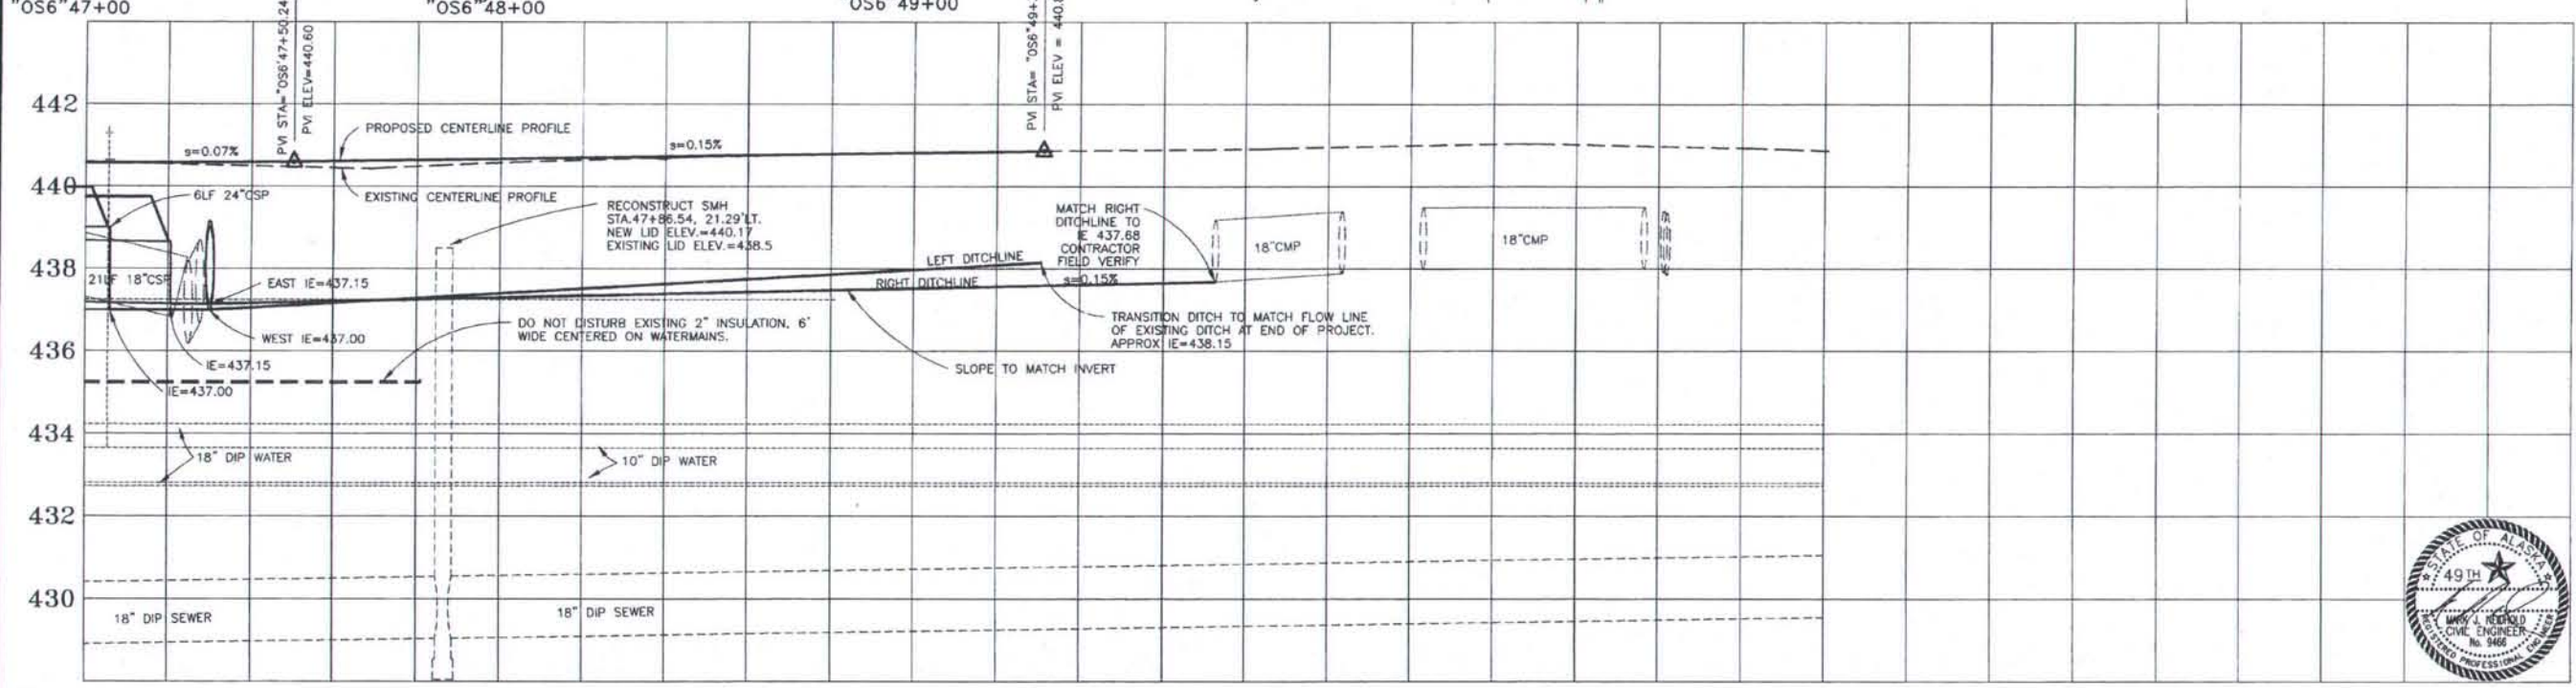 "OS6"47+00
"OS6"48+00
OS6 49+00
PVI STA="OS6'47+50.24
PVI ELEV=440.60
PVI STA= "OS6"49+
PVI ELEV = 440.
442
440
438
436
434
432
430
PROPOSED CENTERLINE PROFILE
s=0.07%
s=0.15%
6LF 24"CSP
EXISTING CENTERLINE PROFILE
RECONSTRUCT SMH
STA.47+86.54, 21.29'LT.
NEW LID ELEV.=440.17
EXISTING LID ELEV.=438.5
MATCH RIGHT
DITCHLINE TO
IE 437.68
CONTRACTOR
FIELD VERIFY
18"CMP
18"CMP
21LF 18"CSP
EAST IE=437.15
LEFT DITCHLINE
RIGHT DITCHLINE
s=0.15%
WEST IE=437.00
DO NOT DISTURB EXISTING 2" INSULATION, 6'
WIDE CENTERED ON WATERMAINS.
TRANSITION DITCH TO MATCH FLOW LINE
OF EXISTING DITCH AT END OF PROJECT.
APPROX IE=438.15
IE=437.15
SLOPE TO MATCH INVERT
IE=437.00
18" DIP WATER
10" DIP WATER
18" DIP SEWER
18" DIP SEWER
STATE OF ALASKA
49TH
MARK J. NEIDHOLD
CIVIL ENGINEER
No. 9466
REGISTERED PROFESSIONAL ENGINEER